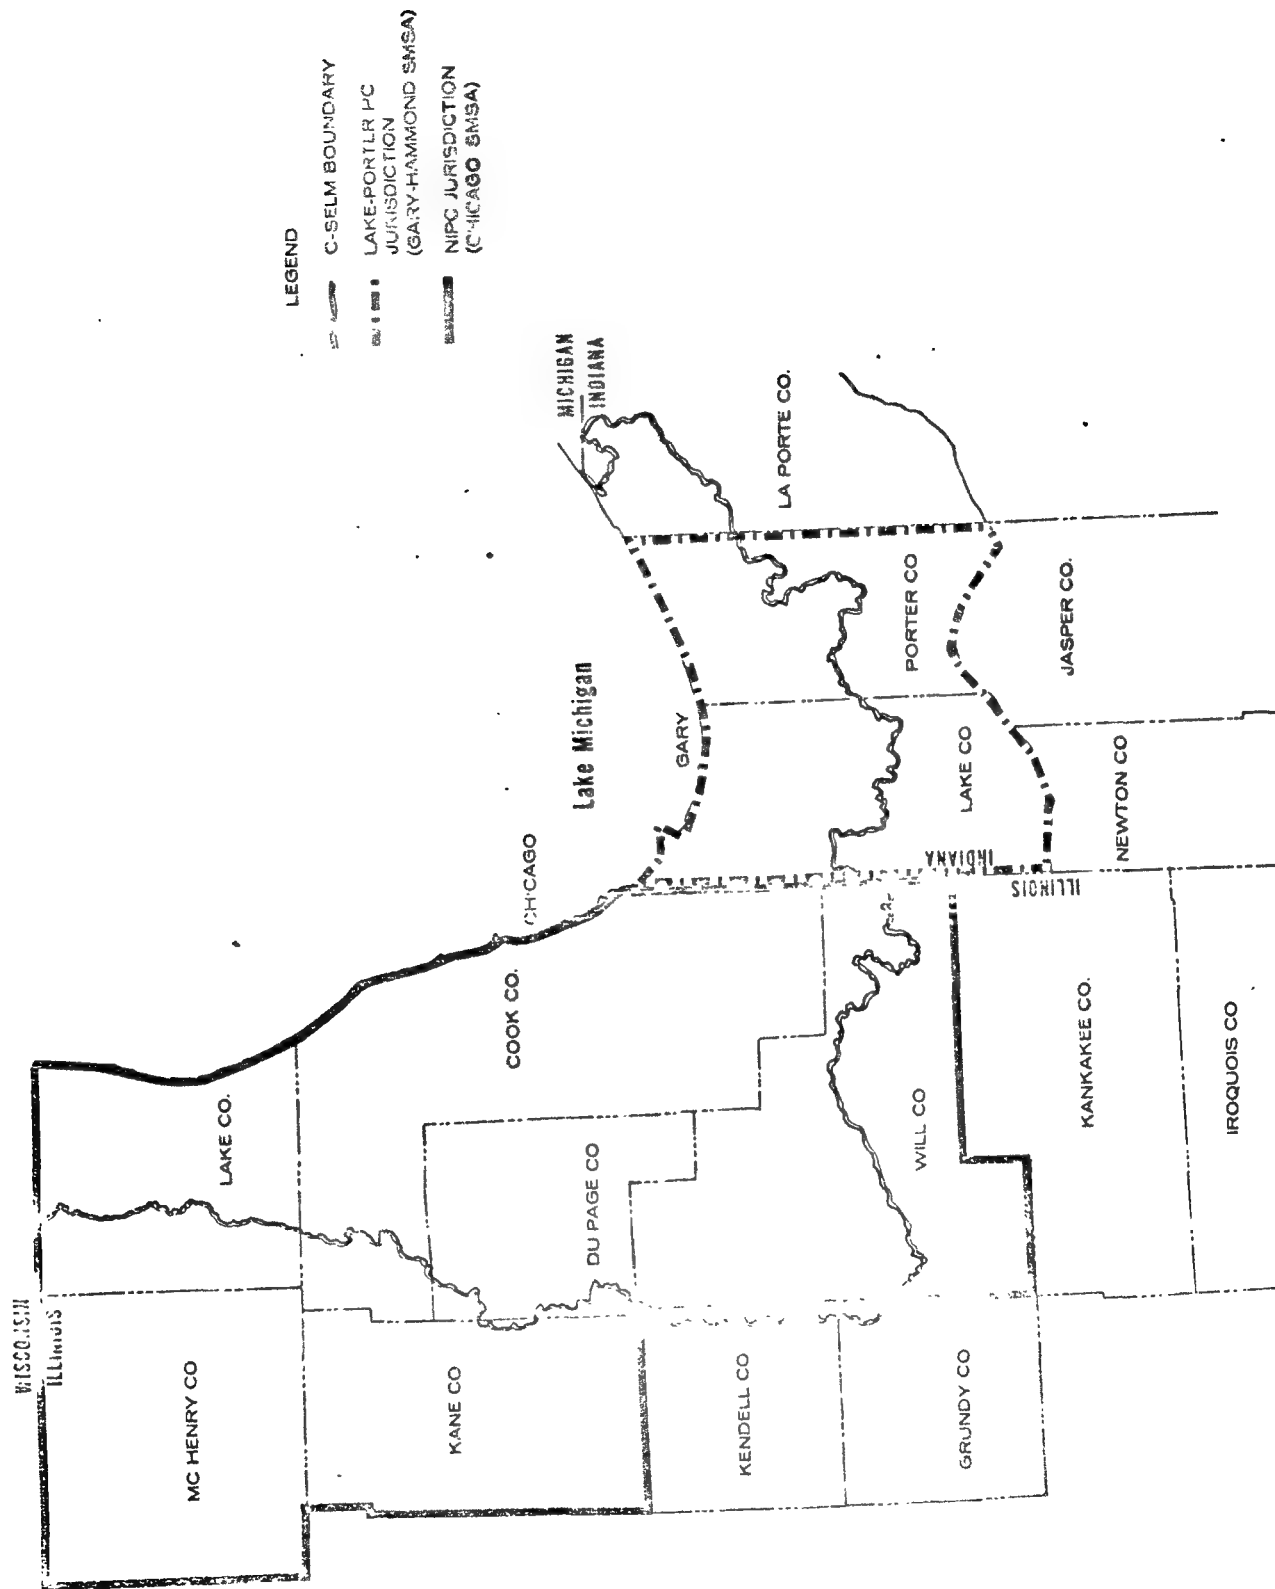 LEGEND
C-SELM BOUNDARY
LAKE-PORTER PC
JURISDICTION
(GARY-HAMMOND SMSA)
NIPC JURISDICTION
(CHICAGO SMSA)
WISCONSIN
ILLINOIS
MC HENRY CO
LAKE CO.
KANE CO
DU PAGE CO
COOK CO.
CHICAGO
Lake Michigan
MICHIGAN
INDIANA
GARY
KENDELL CO
WILL CO
GRUNDY CO
LAKE CO
PORTER CO
LA PORTE CO.
INDIANA
ILLINOIS
KANKAKEE CO.
NEWTON CO
JASPER CO.
IROQUOIS CO